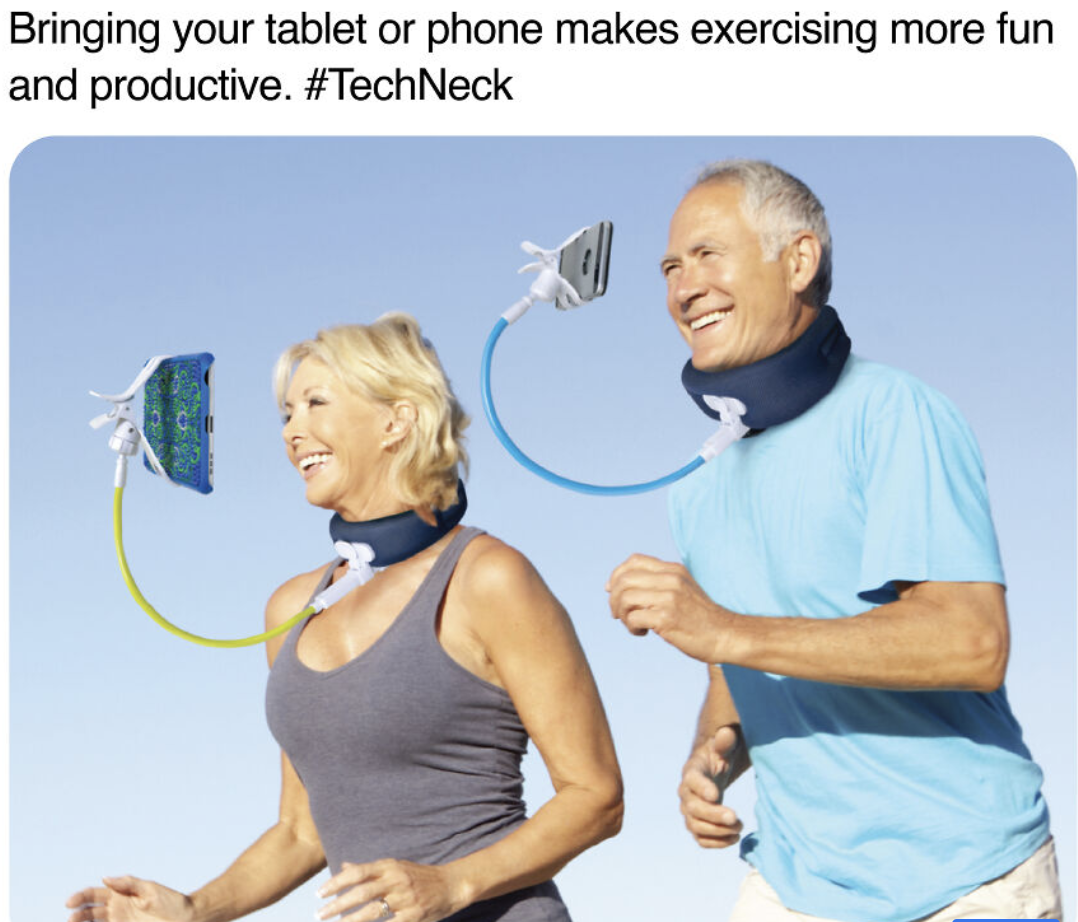 Bringing your tablet or phone makes exercising more fun
and productive. #TechNeck